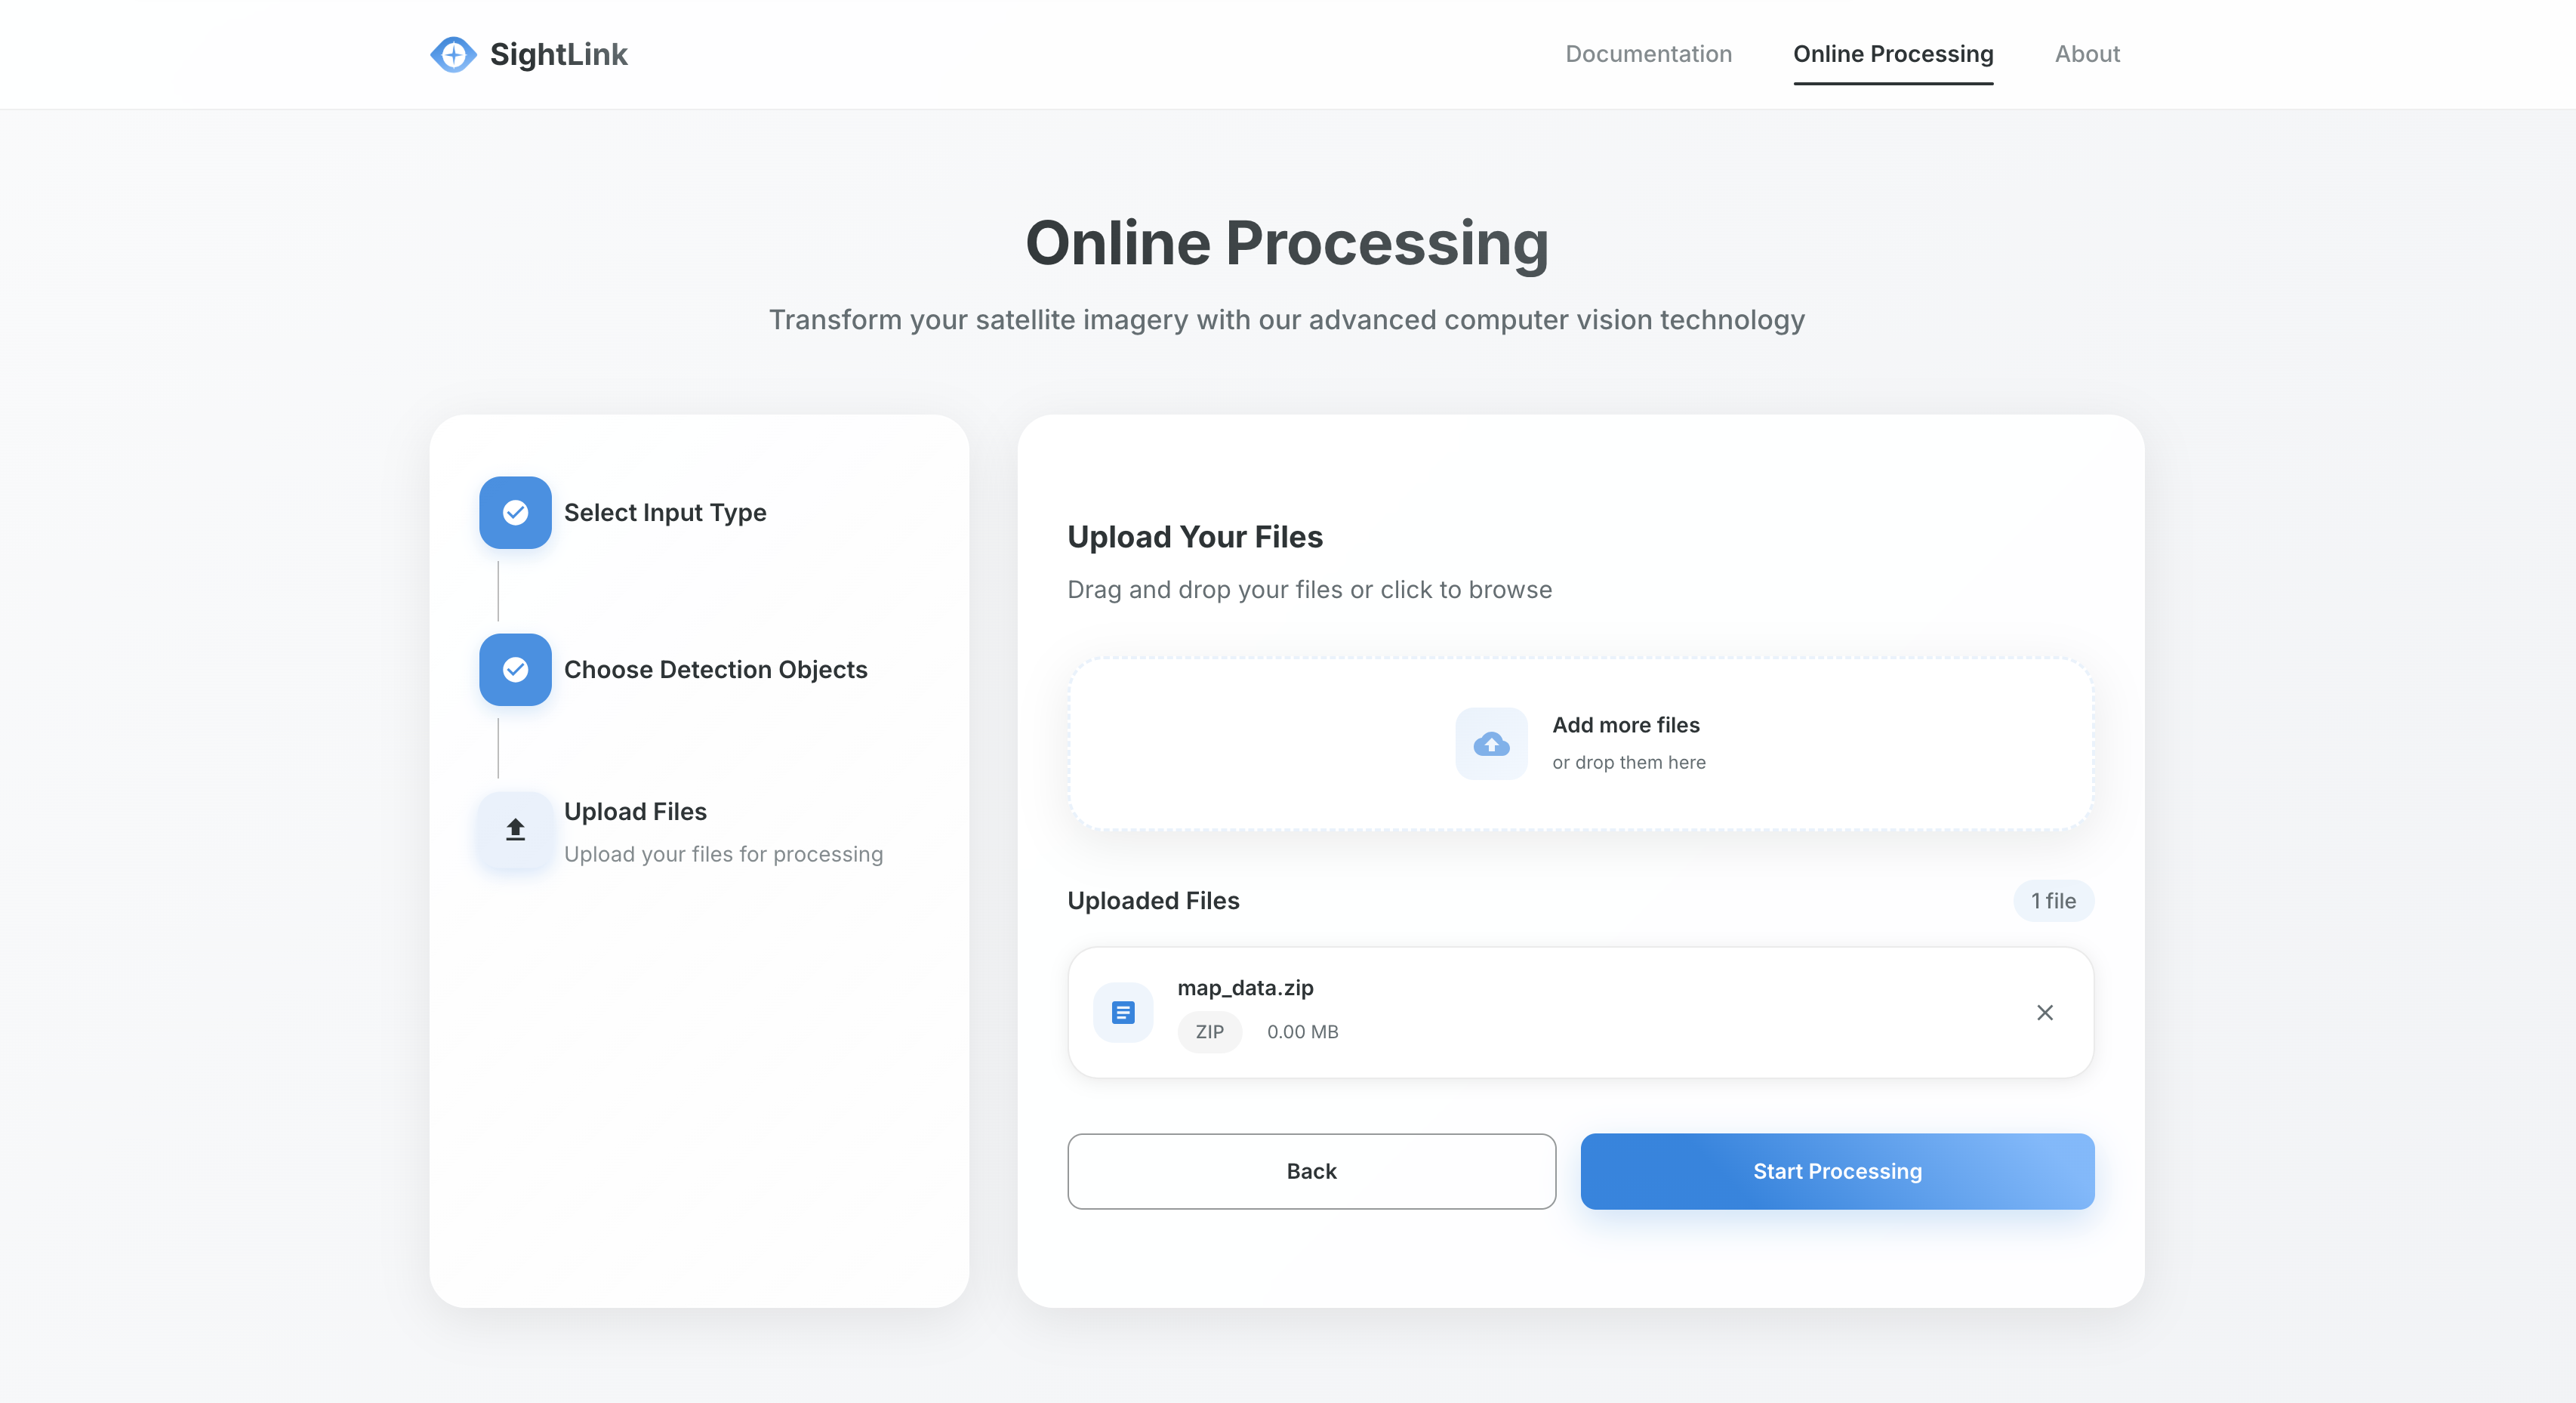 SightLink
Documentation
Online Processing
About
Online Processing
Transform your satellite imagery with our advanced computer vision technology
Select Input Type
Choose Detection Objects
Upload Files
Upload your files for processing
Upload Your Files
Drag and drop your files or click to browse
Add more files
or drop them here
Uploaded Files
1 file
map_data.zip
ZIP
0.00 MB
Back
Start Processing